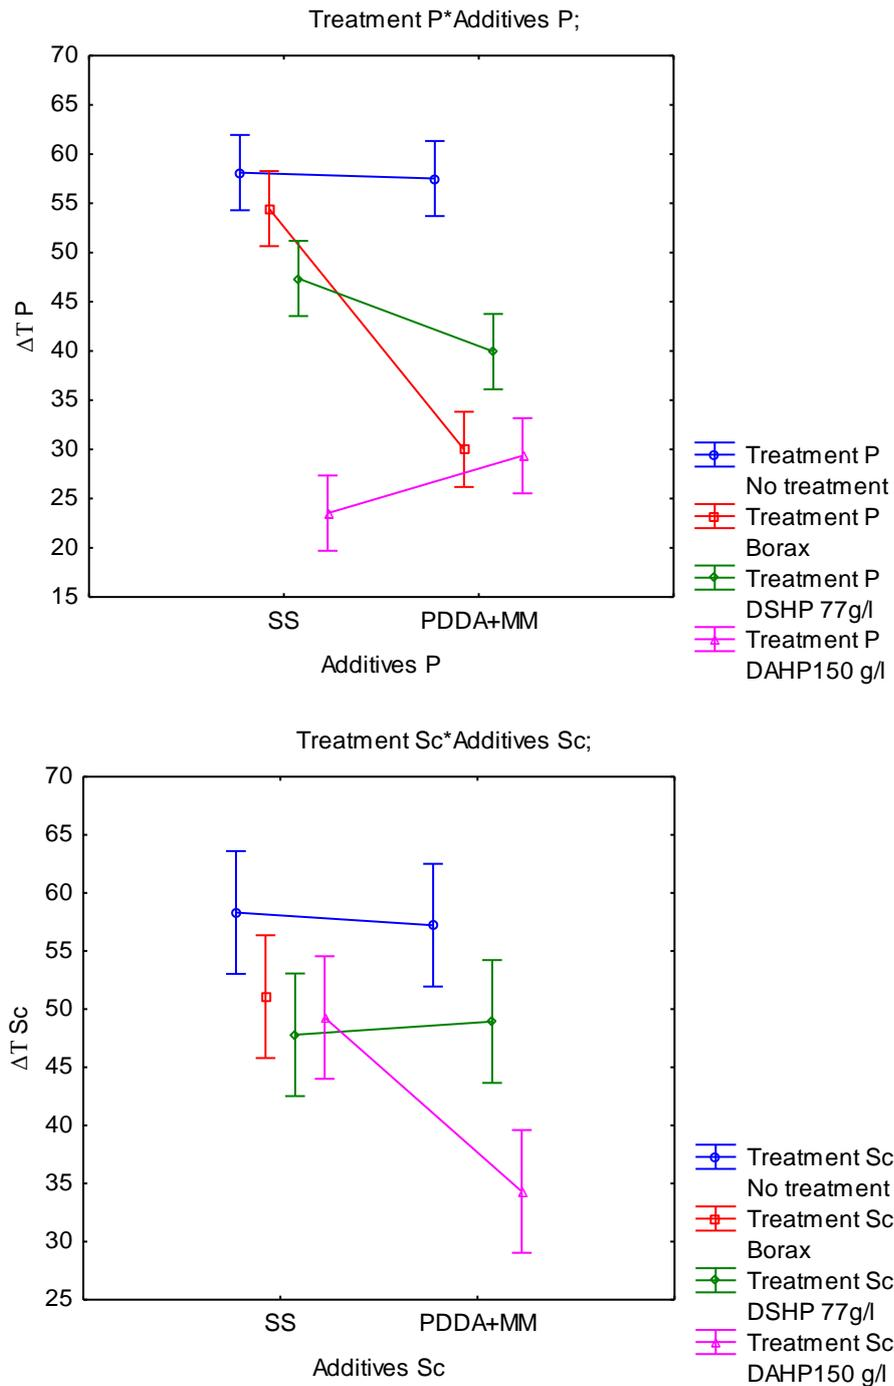 Treatment P*Additives P;
70
65
60
55
50
45
40
35
30
25
20
15
ΔT P
SS
PDDA+MM
Additives P
Treatment P
No treatment
Treatment P
Borax
Treatment P
DSHP 77g/l
Treatment P
DAHP150 g/l
Treatment Sc*Additives Sc;
70
65
60
55
50
45
40
35
30
25
ΔT Sc
SS
PDDA+MM
Additives Sc
Treatment Sc
No treatment
Treatment Sc
Borax
Treatment Sc
DSHP 77g/l
Treatment Sc
DAHP150 g/l